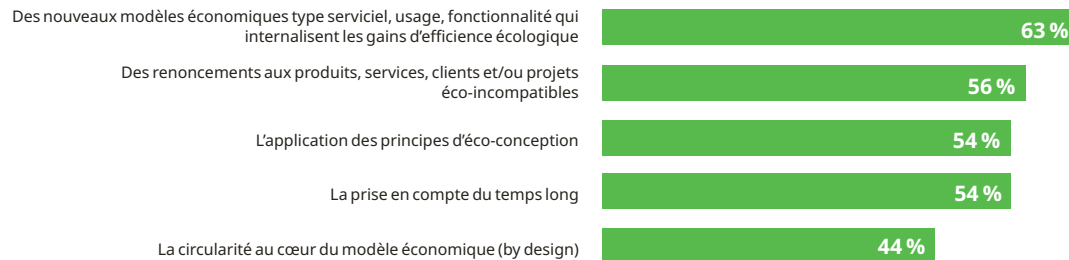 Des nouveaux modèles économiques type serviciel, usage, fonctionnalité qui
internalisent les gains d’efficience écologique
63 %
Des renoncements aux produits, services, clients et/ou projets
éco-incompatibles
56 %
L’application des principes d’éco-conception
54 %
La prise en compte du temps long
54 %
La circularité au cœur du modèle économique (by design)
44 %